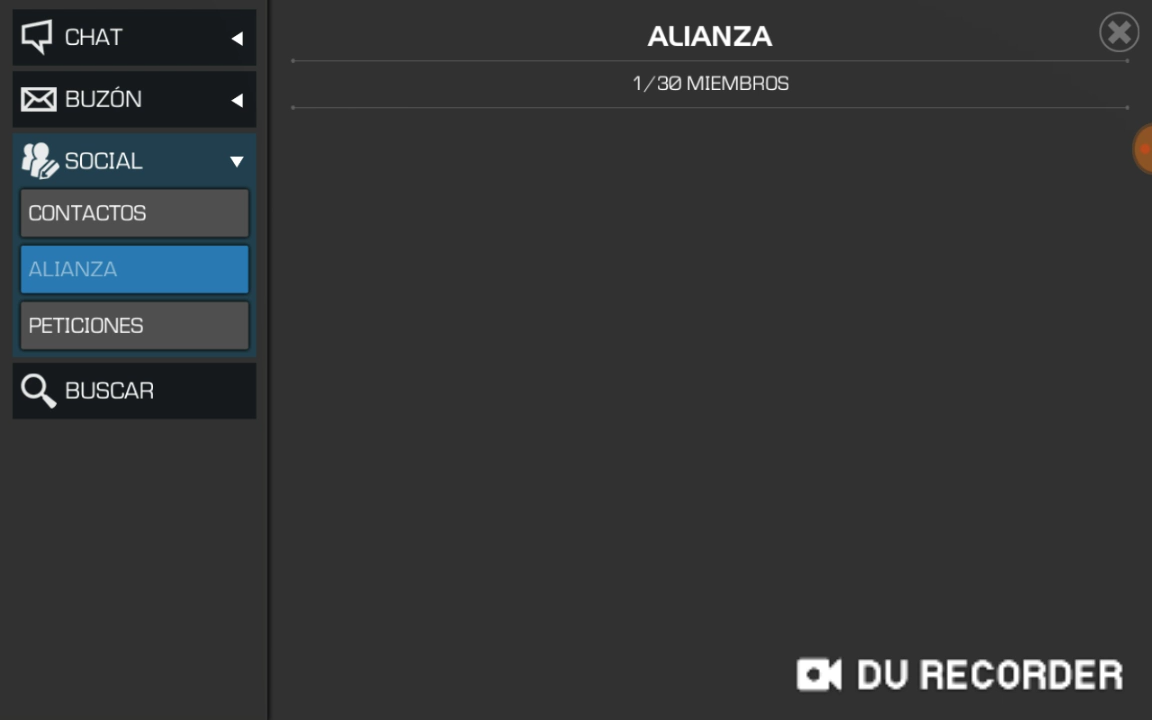 CHAT
BUZÓN
SOCIAL
CONTACTOS
ALIANZA
PETICIONES
BUSCAR
ALIANZA
1/30 MIEMBROS
DU RECORDER